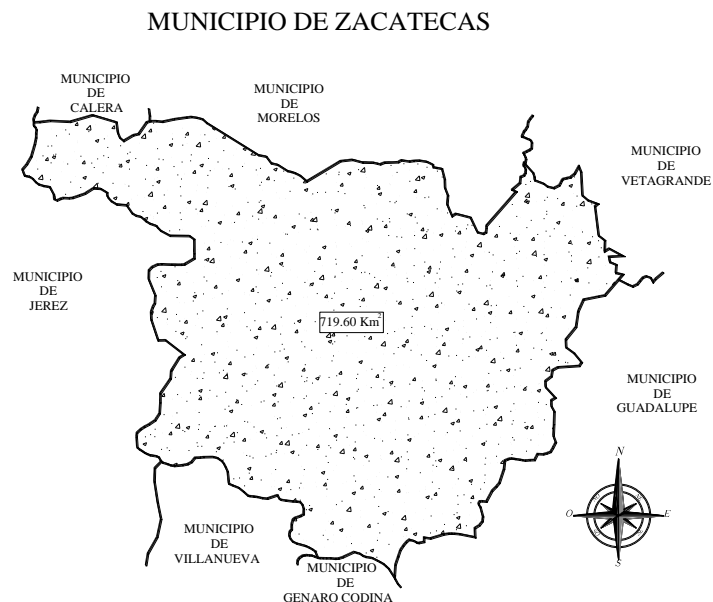 MUNICIPIO DE ZACATECAS
MUNICIPIO
DE
CALERA
MUNICIPIO
DE
MORELOS
MUNICIPIO
DE
VETAGRANDE
MUNICIPIO
DE
JEREZ
719.60 Km²
MUNICIPIO
DE
GUADALUPE
N
O
E
S
MUNICIPIO
DE
VILLANUEVA
MUNICIPIO
DE
GENARO CODINA